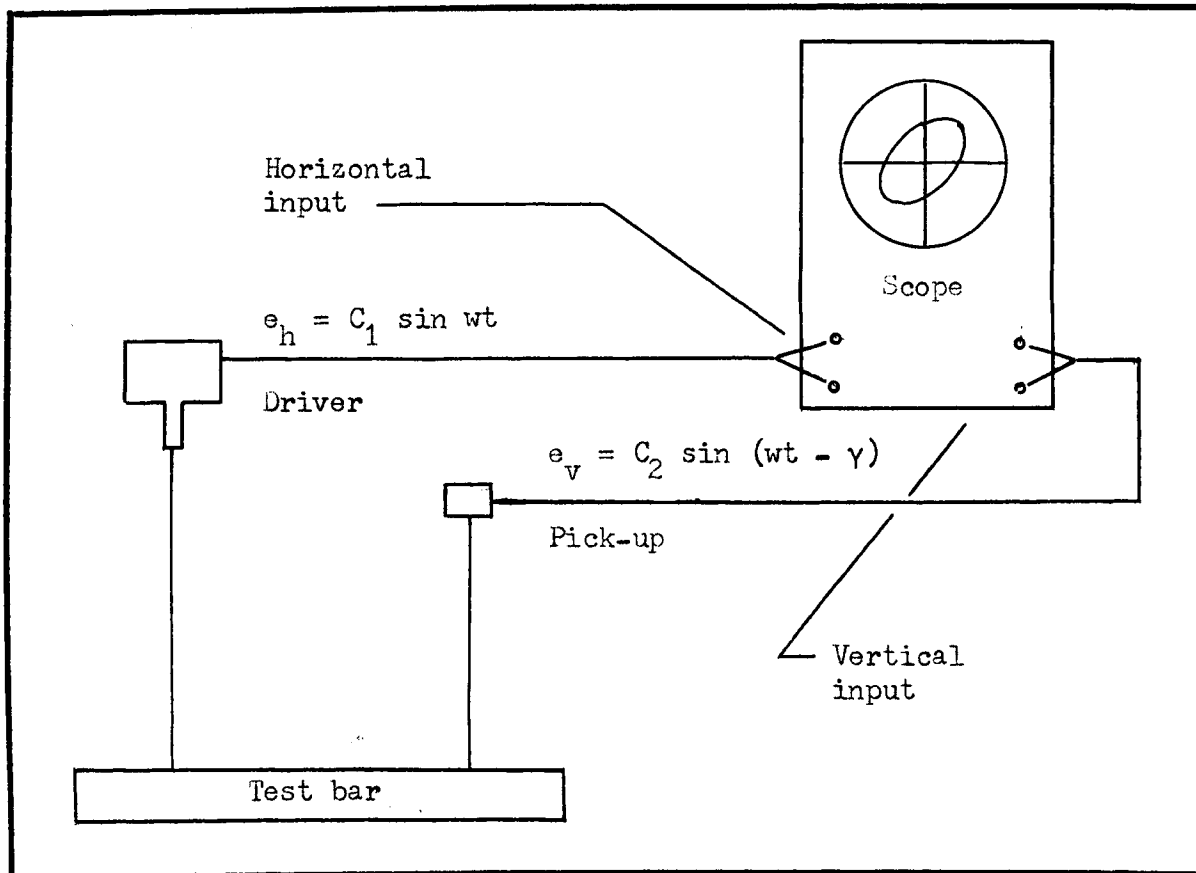 Horizontal
input
Scope
e_h = C_1 sin wt
Driver
e_v = C_2 sin (wt - γ)
Pick-up
Vertical
input
Test bar